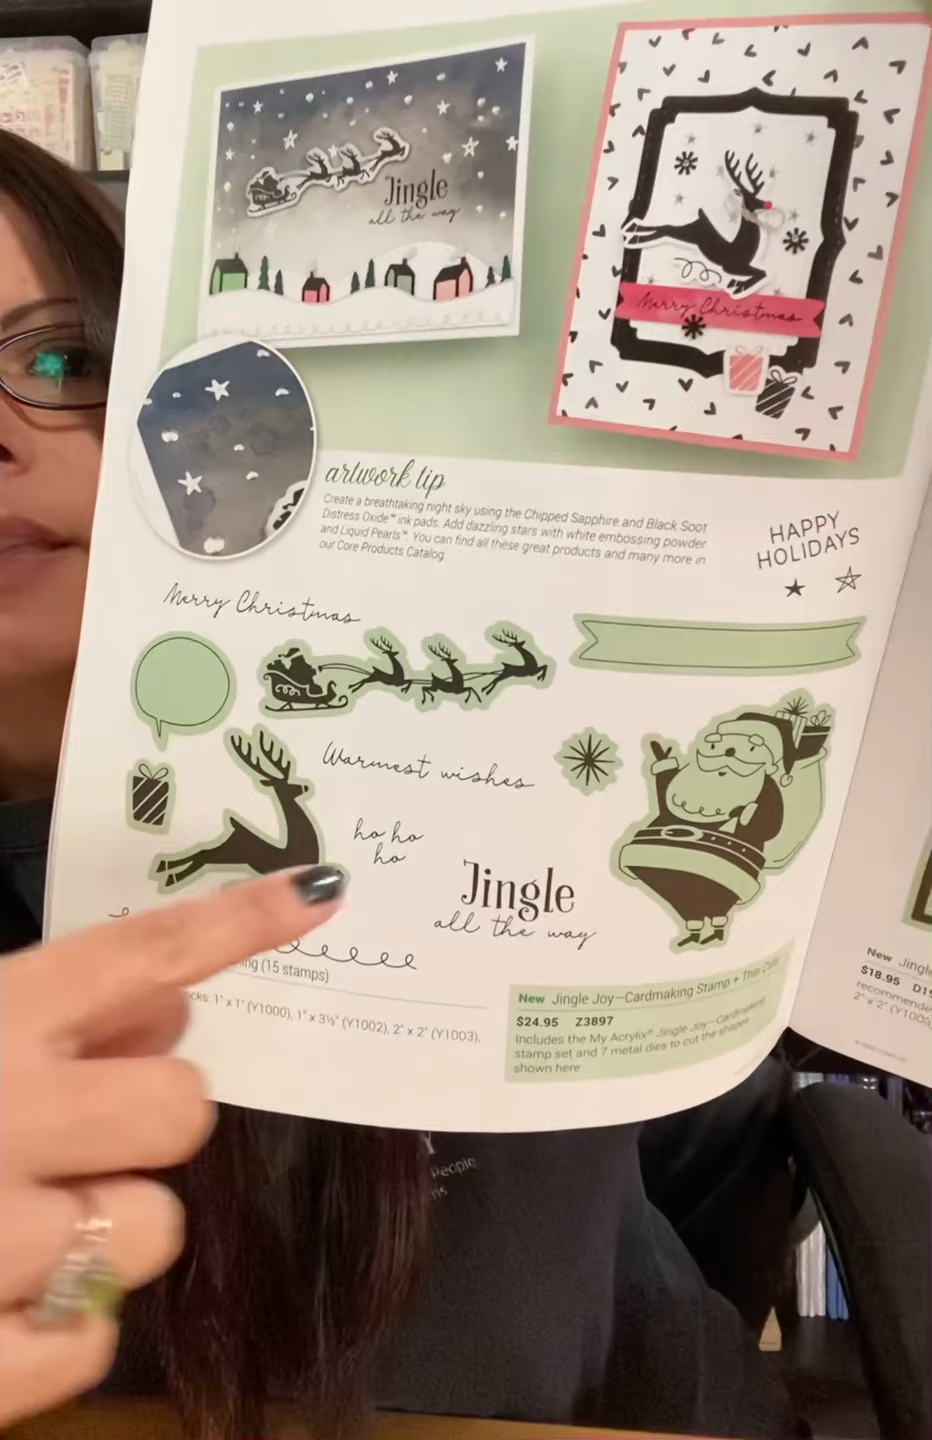 Jingle
all the way
Merry Christmas
artwork tip
Create a breathtaking night sky using the Chipped Sapphire and Black Soot
Distress Oxide™ ink pads. Add dazzling stars with white embossing powder
and Liquid Pearls™. You can find all these great products and many more in
our Core Products Catalog.
HAPPY
HOLIDAYS
Merry Christmas
Warmest wishes
ho ho
ho
Jingle
all the way
(15 stamps)
1" x 1" (Y1000), 1" x 3½" (Y1002), 2" x 2" (Y1003),
New Jingle Joy—Cardmaking Stamp + Thin Cuts
$24.95 Z3897
Includes the My Acrylix® Jingle Joy—Cardmaking
stamp set and 7 metal dies to cut the shapes
shown here
New Jingle
$18.95
2" x 2" (Y1003)
People